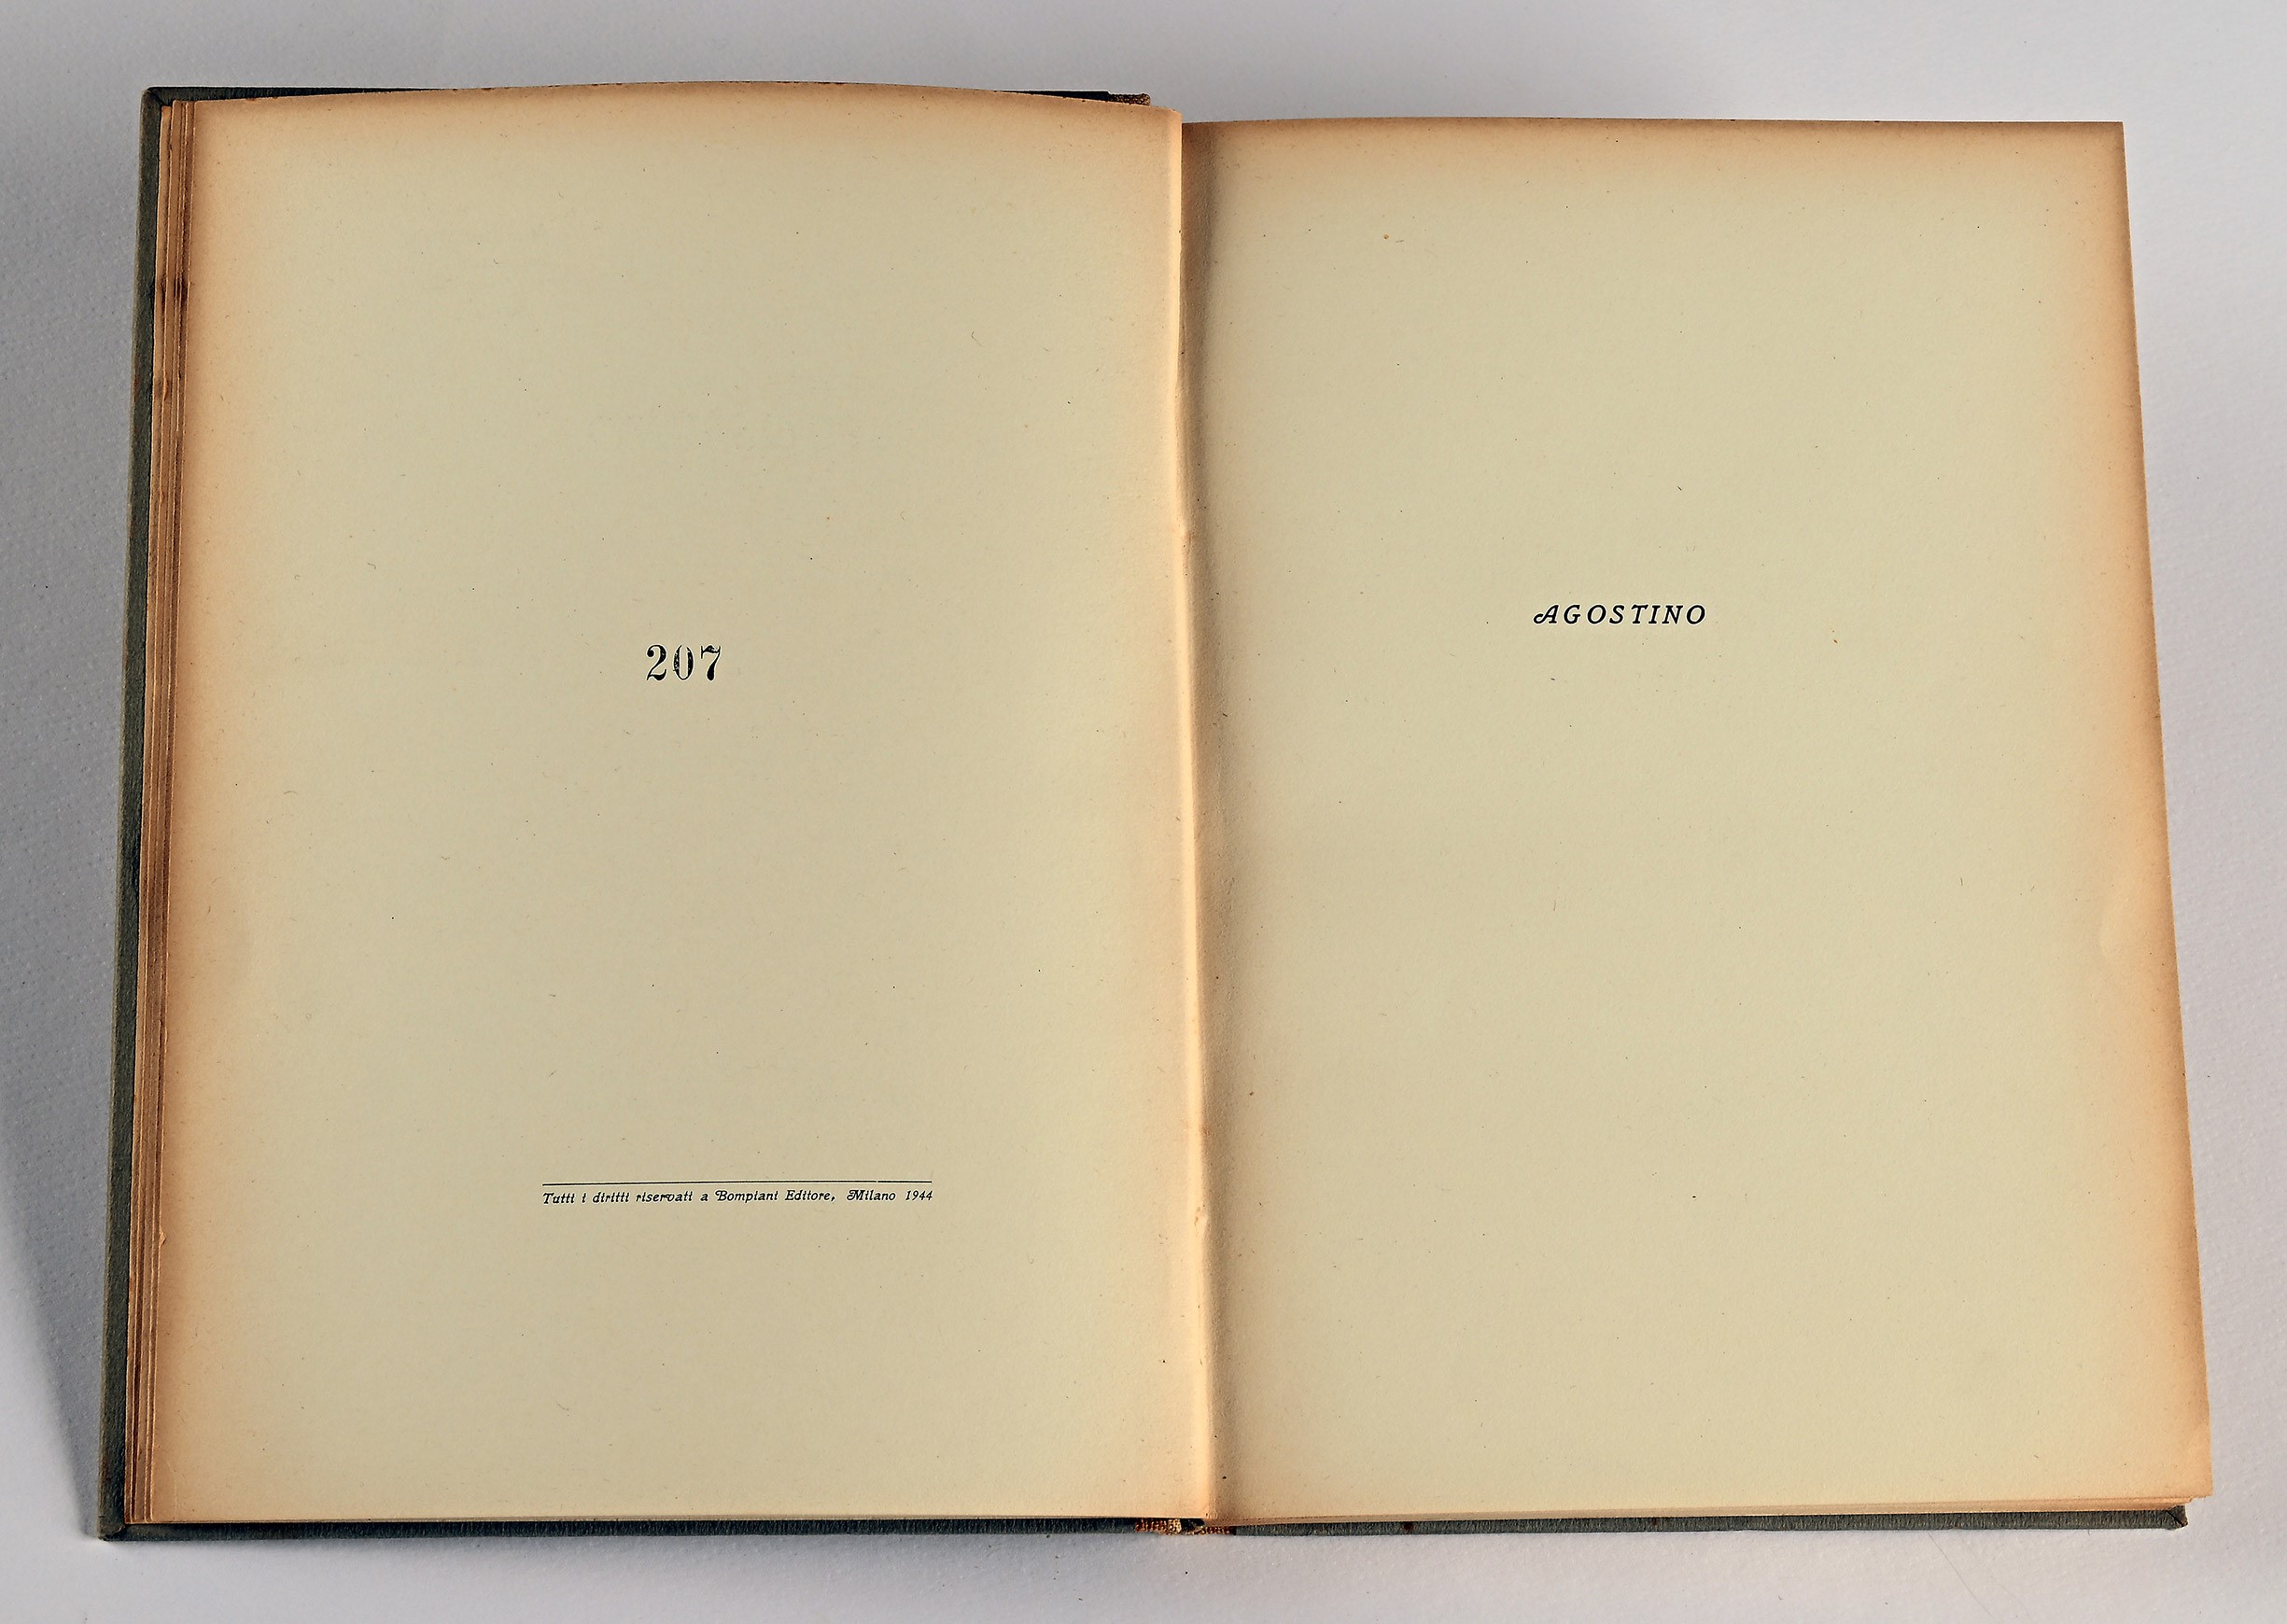 207
Tutti i diritti riservati a Bompiani Editore, Milano 1944
AGOSTINO